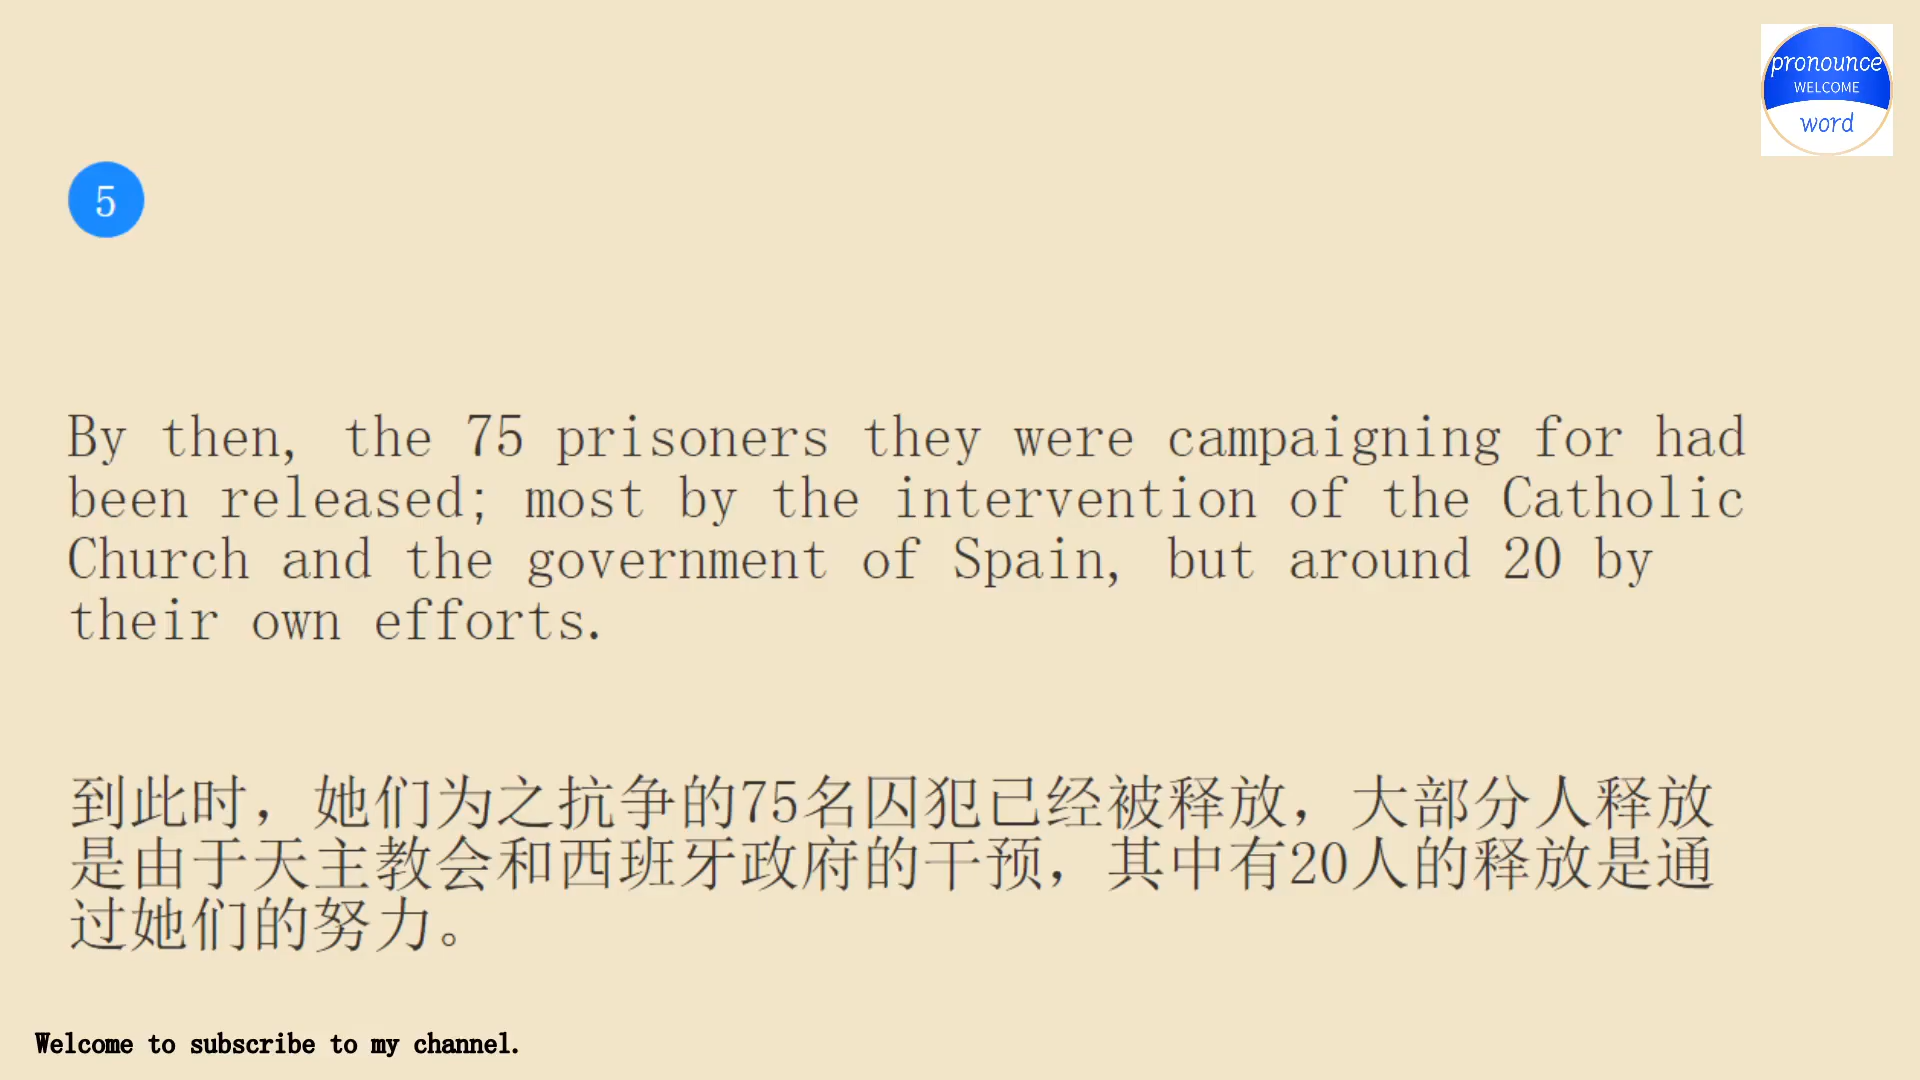 pronounce
WELCOME
word
5
By then, the 75 prisoners they were campaigning for had
been released; most by the intervention of the Catholic
Church and the government of Spain, but around 20 by
their own efforts.
到此时，她们为之抗争的75名囚犯已经被释放，大部分人释放
是由于天主教会和西班牙政府的干预，其中有20人的释放是通
过她们的努力。
Welcome to subscribe to my channel.